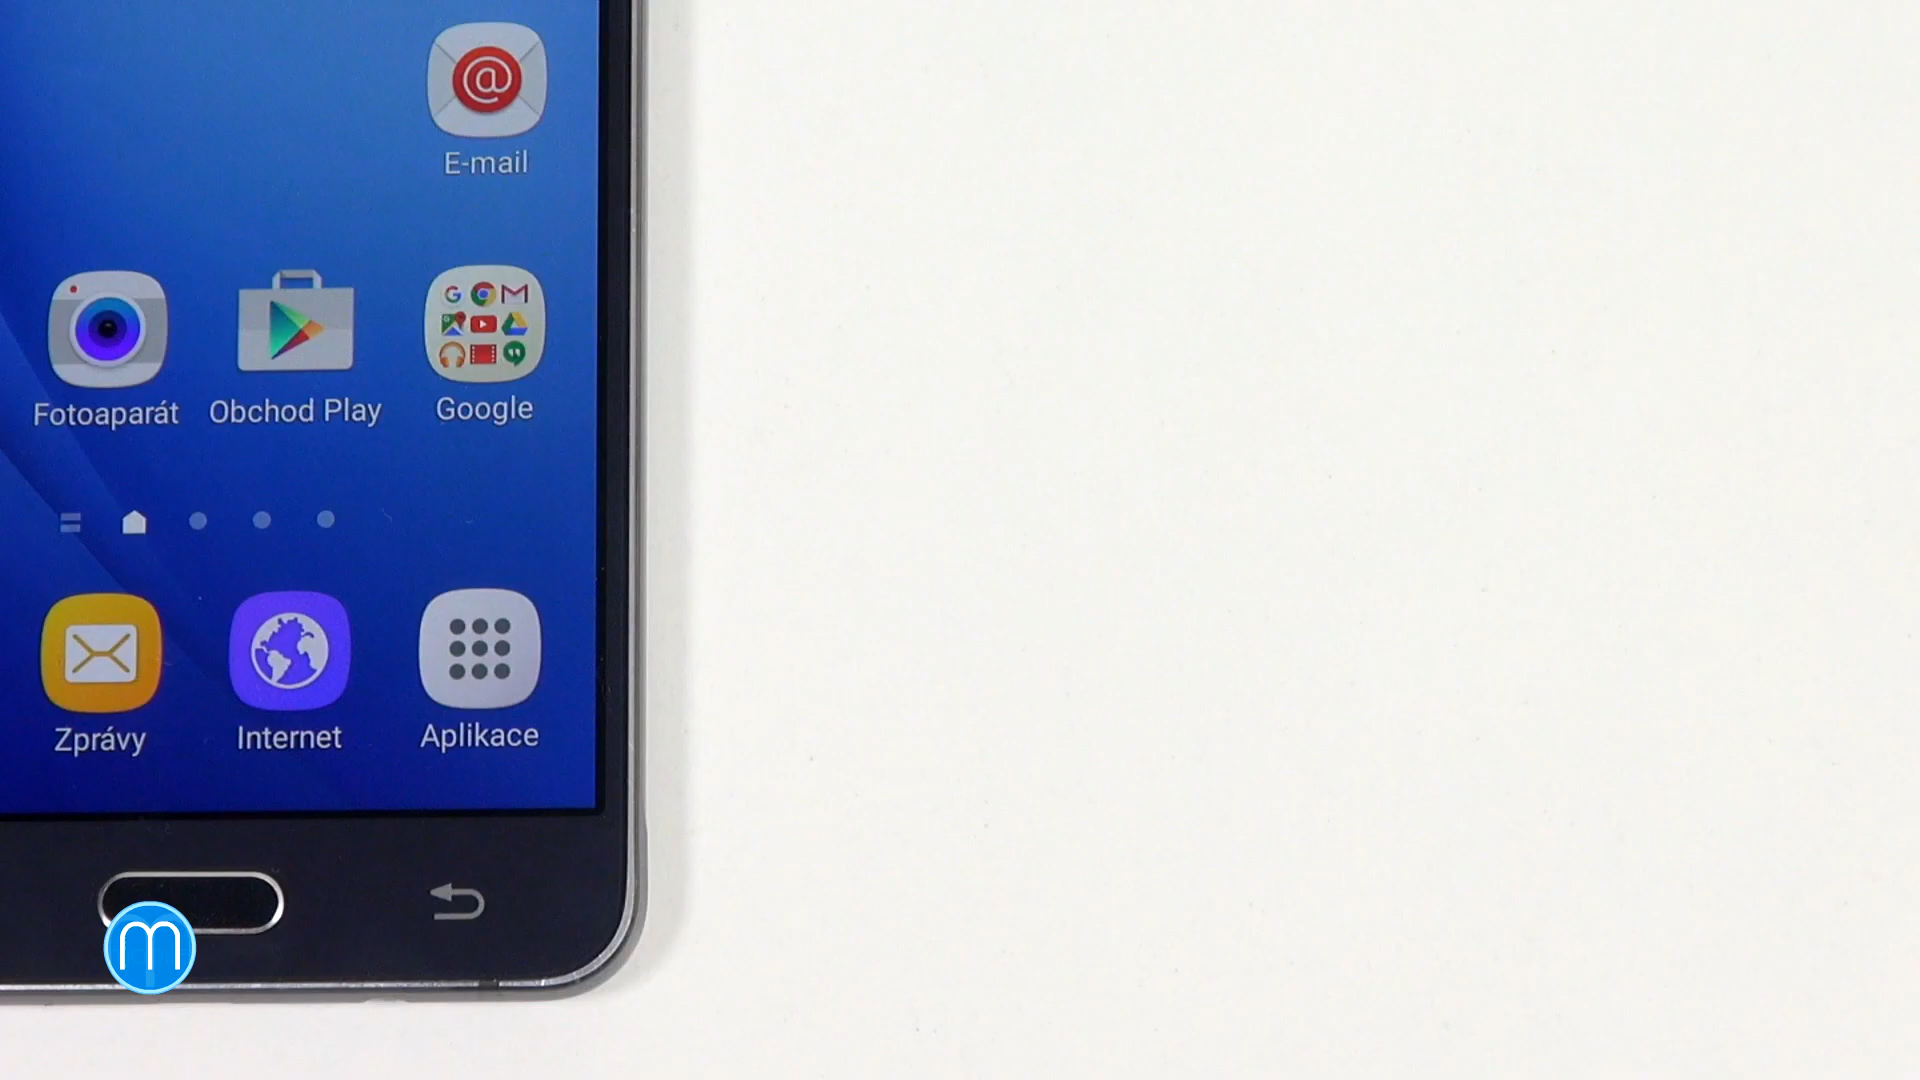 E-mail
Fotoaparát
Obchod Play
Google
Zprávy
Internet
Aplikace
m